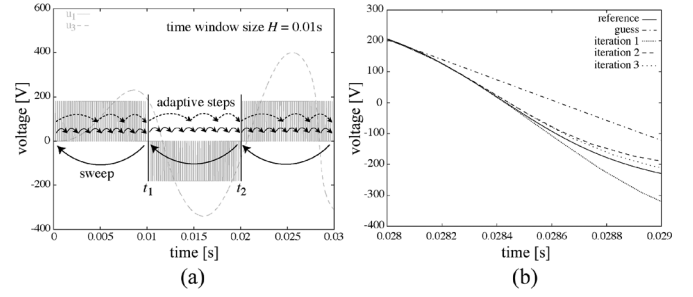 600
400
200
0
-200
-400
voltage [V]
u1
u3
time window size H = 0.01s
adaptive steps
sweep
t1
t2
0
0.005
0.01
0.015
0.02
0.025
0.03
time [s]
(a)
300
200
100
0
-100
-200
-300
-400
voltage [V]
reference
guess
iteration 1
iteration 2
iteration 3
0.028
0.0282
0.0284
0.0286
0.0288
0.029
time [s]
(b)